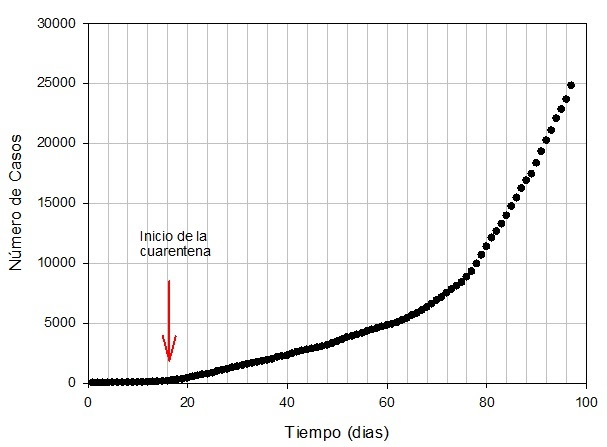 30000
25000
20000
15000
10000
5000
0
Número de Casos
Inicio de la
cuarentena
0 20 40 60 80 100
Tiempo (dias)